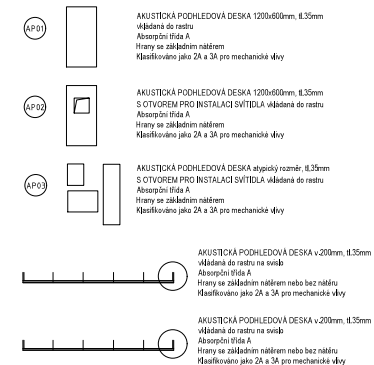 AP01
AKUSTICKÁ PODHLEDOVÁ DESKA 1200x600mm, tl.35mm
vkládaná do rastru
Absorpční třída A
Hrany se základním nátěrem
Klasifikováno jako 2A a 3A pro mechanické vlivy
AP02
AKUSTICKÁ PODHLEDOVÁ DESKA 1200x600mm, tl.35mm
S OTVOREM PRO INSTALACI SVÍTIDLA vkládaná do rastru
Absorpční třída A
Hrany se základním nátěrem
Klasifikováno jako 2A a 3A pro mechanické vlivy
AP03
AKUSTICKÁ PODHLEDOVÁ DESKA atypický rozměr, tl.35mm
S OTVOREM PRO INSTALACI SVÍTIDLA vkládaná do rastru
Absorpční třída A
Hrany se základním nátěrem
Klasifikováno jako 2A a 3A pro mechanické vlivy
AKUSTICKÁ PODHLEDOVÁ DESKA v.200mm, tl.35mm
vkládaná do rastru na svislo
Absorpční třída A
Hrany se základním nátěrem nebo bez nátěru
Klasifikováno jako 2A a 3A pro mechanické vlivy
AKUSTICKÁ PODHLEDOVÁ DESKA v.200mm, tl.35mm
vkládaná do rastru na svislo
Absorpční třída A
Hrany se základním nátěrem nebo bez nátěru
Klasifikováno jako 2A a 3A pro mechanické vlivy